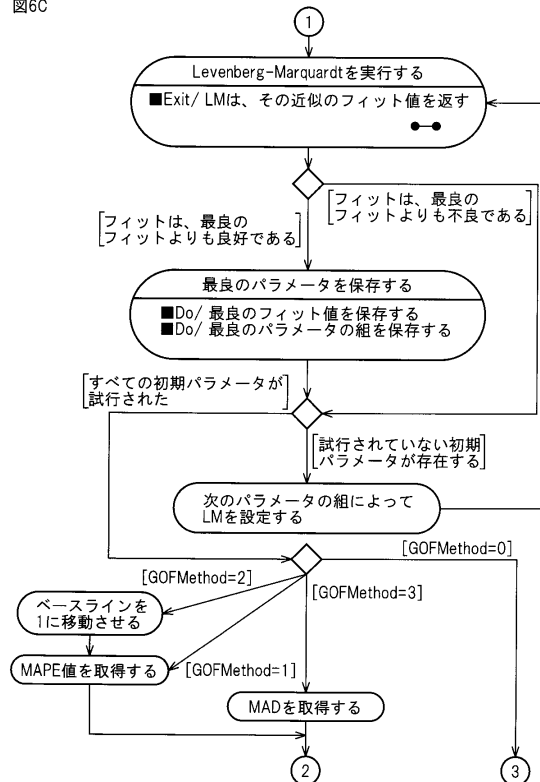 図6C
1
Levenberg-Marquardtを実行する
■Exit/ LMは、その近似のフィット値を返す
[フィットは、最良の
フィットよりも不良である]
[フィットは、最良の
フィットよりも良好である]
最良のパラメータを保存する
■Do/ 最良のフィット値を保存する
■Do/ 最良のパラメータの組を保存する
[すべての初期パラメータが
試行された]
[試行されていない初期
パラメータが存在する]
次のパラメータの組によって
LMを設定する
[GOFMethod=0]
[GOFMethod=2]
[GOFMethod=3]
ベースラインを
1に移動させる
[GOFMethod=1]
MAPE値を取得する
MADを取得する
2
3